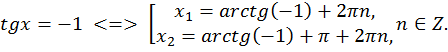 tgx = −1 <=> [ x₁ = arctg(−1) + 2πn,
x₂ = arctg(−1) + π + 2πn, n ∈ Z.